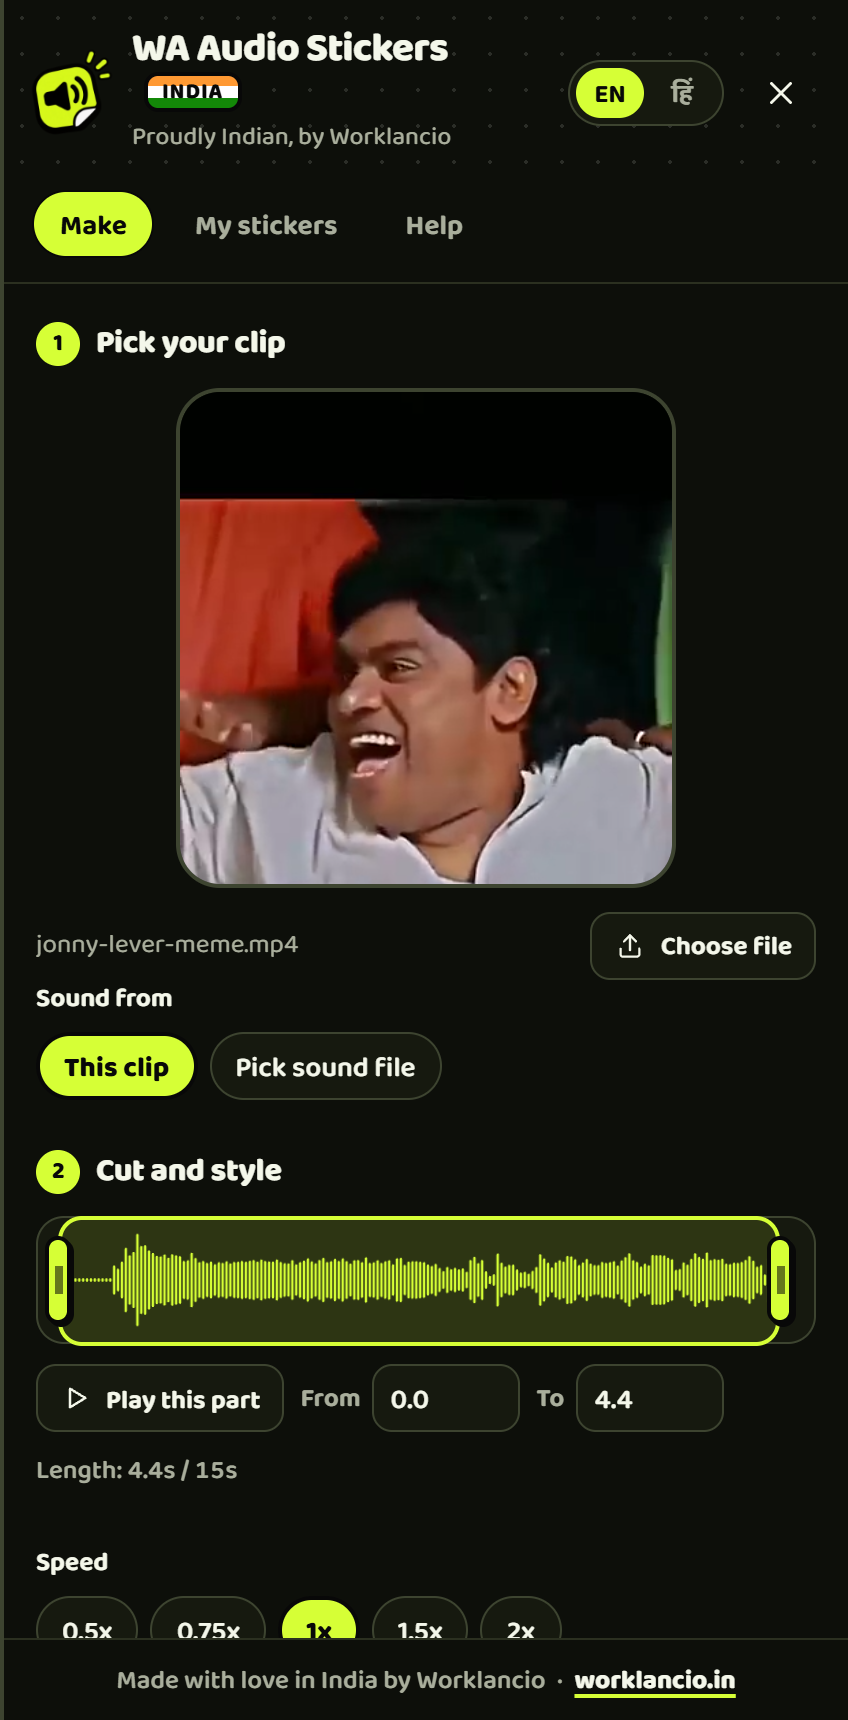 WA Audio Stickers
INDIA
Proudly Indian, by Worklancio
EN हिं
Make My stickers Help
1 Pick your clip
jonny-lever-meme.mp4
Choose file
Sound from
This clip Pick sound file
2 Cut and style
Play this part From 0.0 To 4.4
Length: 4.4s / 15s
Speed
0.5x 0.75x 1x 1.5x 2x
Made with love in India by Worklancio · worklancio.in